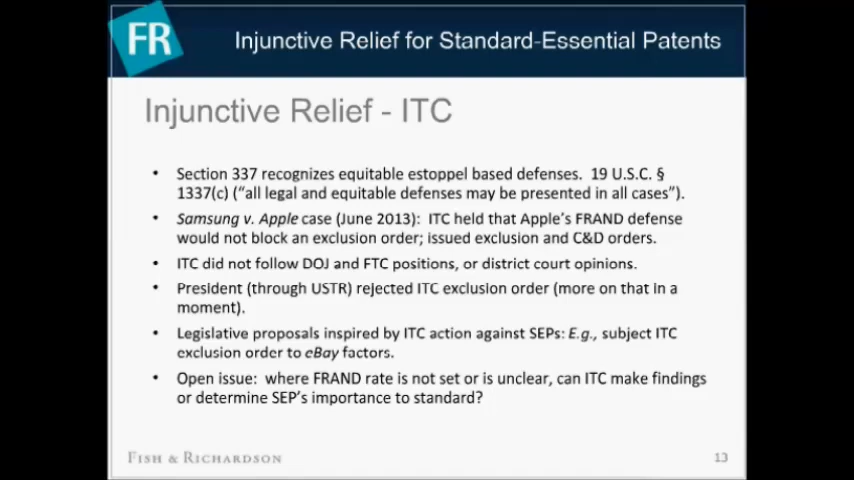 FR
Injunctive Relief for Standard-Essential Patents
Injunctive Relief - ITC
• Section 337 recognizes equitable estoppel based defenses. 19 U.S.C. §
1337(c) (“all legal and equitable defenses may be presented in all cases”).
• Samsung v. Apple case (June 2013): ITC held that Apple’s FRAND defense
would not block an exclusion order; issued exclusion and C&D orders.
• ITC did not follow DOJ and FTC positions, or district court opinions.
• President (through USTR) rejected ITC exclusion order (more on that in a
moment).
• Legislative proposals inspired by ITC action against SEPs: E.g., subject ITC
exclusion order to eBay factors.
• Open issue: where FRAND rate is not set or is unclear, can ITC make findings
or determine SEP’s importance to standard?
FISH & RICHARDSON
13